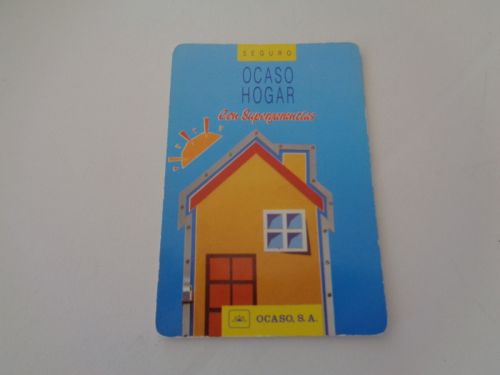 SEGURO
OCASO
HOGAR
Con Supergarantías
OCASO, S. A.